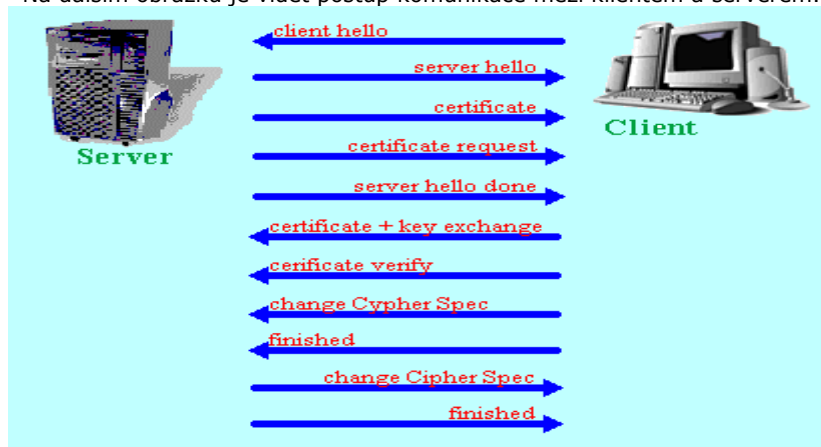 Na dalším obrázku je vidět postup komunikace mezi klientem a serverem.
client hello
server hello
certificate
Client
certificate request
Server
server hello done
certificate + key exchange
cerificate verify
change Cypher Spec
finished
change Cipher Spec
finished